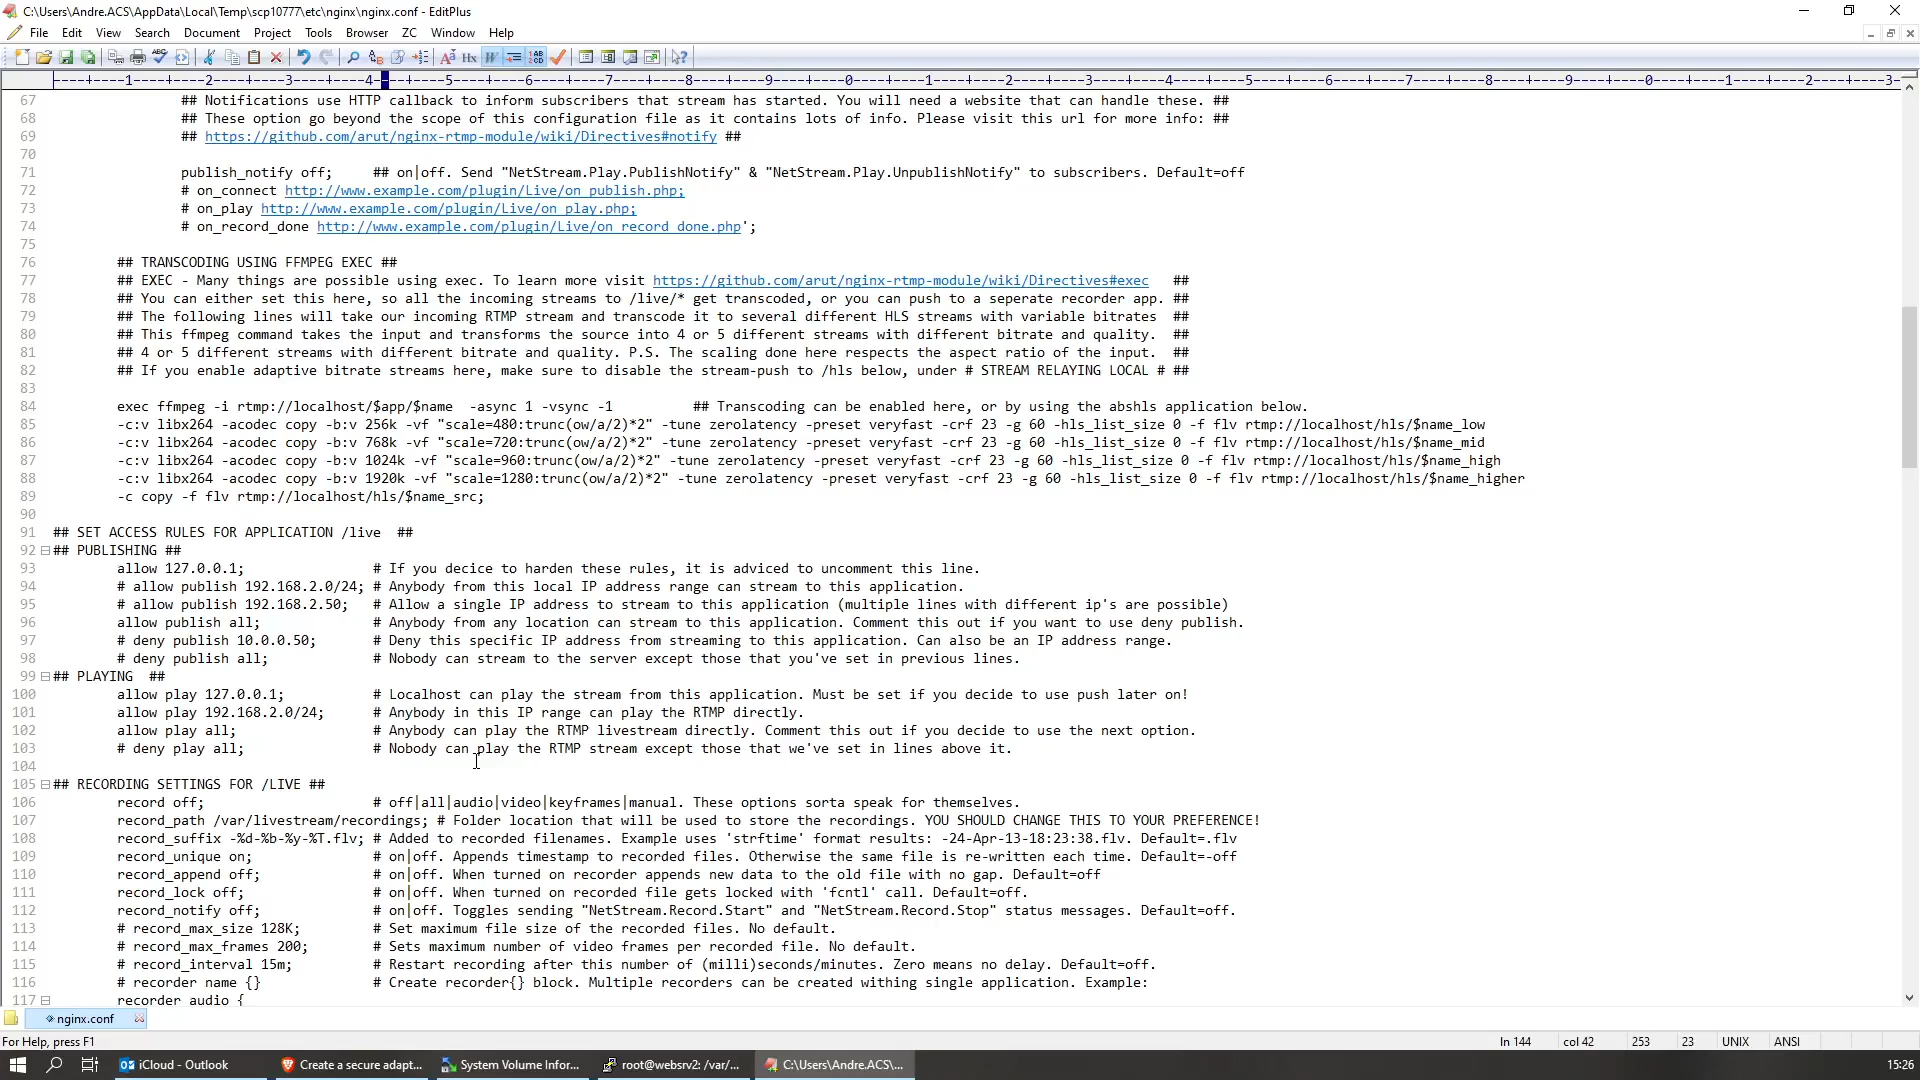 C:\Users\Andre.ACS\AppData\Local\Temp\scp10777\etc\nginx\nginx.conf - EditPlus
File Edit View Search Document Project Tools Browser ZC Window Help
----+----1----+----2----+----3----+----4----+----5----+----6----+----7----+----8----+----9----+----0----+----1----+----2----+----3----+----4----+----5----+----6----+----7----+----8----+----9----+----0----+----1----+----2----+----3-
67 ## Notifications use HTTP callback to inform subscribers that stream has started. You will need a website that can handle these. ##
68 ## These option go beyond the scope of this configuration file as it contains lots of info. Please visit this url for more info: ##
69 ## https://github.com/arut/nginx-rtmp-module/wiki/Directives#notify ##
70
71 publish_notify off; ## on|off. Send "NetStream.Play.PublishNotify" & "NetStream.Play.UnpublishNotify" to subscribers. Default=off
72 # on_connect http://www.example.com/plugin/Live/on_publish.php;
73 # on_play http://www.example.com/plugin/Live/on_play.php;
74 # on_record_done http://www.example.com/plugin/Live/on_record_done.php';
75
76 ## TRANSCODING USING FFMPEG EXEC ##
77 ## EXEC - Many things are possible using exec. To learn more visit https://github.com/arut/nginx-rtmp-module/wiki/Directives#exec ##
78 ## You can either set this here, so all the incoming streams to /live/* get transcoded, or you can push to a seperate recorder app. ##
79 ## The following lines will take our incoming RTMP stream and transcode it to several different HLS streams with variable bitrates ##
80 ## This ffmpeg command takes the input and transforms the source into 4 or 5 different streams with different bitrate and quality. ##
81 ## 4 or 5 different streams with different bitrate and quality. P.S. The scaling done here respects the aspect ratio of the input. ##
82 ## If you enable adaptive bitrate streams here, make sure to disable the stream-push to /hls below, under # STREAM RELAYING LOCAL # ##
83
84 exec ffmpeg -i rtmp://localhost/$app/$name -async 1 -vsync -1 ## Transcoding can be enabled here, or by using the abshls application below.
85 -c:v libx264 -acodec copy -b:v 256k -vf "scale=480:trunc(ow/a/2)*2" -tune zerolatency -preset veryfast -crf 23 -g 60 -hls_list_size 0 -f flv rtmp://localhost/hls/$name_low
86 -c:v libx264 -acodec copy -b:v 768k -vf "scale=720:trunc(ow/a/2)*2" -tune zerolatency -preset veryfast -crf 23 -g 60 -hls_list_size 0 -f flv rtmp://localhost/hls/$name_mid
87 -c:v libx264 -acodec copy -b:v 1024k -vf "scale=960:trunc(ow/a/2)*2" -tune zerolatency -preset veryfast -crf 23 -g 60 -hls_list_size 0 -f flv rtmp://localhost/hls/$name_high
88 -c:v libx264 -acodec copy -b:v 1920k -vf "scale=1280:trunc(ow/a/2)*2" -tune zerolatency -preset veryfast -crf 23 -g 60 -hls_list_size 0 -f flv rtmp://localhost/hls/$name_higher
89 -c copy -f flv rtmp://localhost/hls/$name_src;
90
91 ## SET ACCESS RULES FOR APPLICATION /live ##
92 ## PUBLISHING ##
93 allow 127.0.0.1; # If you decice to harden these rules, it is adviced to uncomment this line.
94 # allow publish 192.168.2.0/24; # Anybody from this local IP address range can stream to this application.
95 # allow publish 192.168.2.50; # Allow a single IP address to stream to this application (multiple lines with different ip's are possible)
96 allow publish all; # Anybody from any location can stream to this application. Comment this out if you want to use deny publish.
97 # deny publish 10.0.0.50; # Deny this specific IP address from streaming to this application. Can also be an IP address range.
98 # deny publish all; # Nobody can stream to the server except those that you've set in previous lines.
99 ## PLAYING ##
100 allow play 127.0.0.1; # Localhost can play the stream from this application. Must be set if you decide to use push later on!
101 allow play 192.168.2.0/24; # Anybody in this IP range can play the RTMP directly.
102 allow play all; # Anybody can play the RTMP livestream directly. Comment this out if you decide to use the next option.
103 # deny play all; # Nobody can play the RTMP stream except those that we've set in lines above it.
104
105 ## RECORDING SETTINGS FOR /LIVE ##
106 record off; # off|all|audio|video|keyframes|manual. These options sorta speak for themselves.
107 record_path /var/livestream/recordings; # Folder location that will be used to store the recordings. YOU SHOULD CHANGE THIS TO YOUR PREFERENCE!
108 record_suffix -%d-%b-%y-%T.flv; # Added to recorded filenames. Example uses 'strftime' format results: -24-Apr-13-18:23:38.flv. Default=.flv
109 record_unique on; # on|off. Appends timestamp to recorded files. Otherwise the same file is re-written each time. Default=-off
110 record_append off; # on|off. When turned on recorder appends new data to the old file with no gap. Default=off
111 record_lock off; # on|off. When turned on recorded file gets locked with 'fcntl' call. Default=off.
112 record_notify off; # on|off. Toggles sending "NetStream.Record.Start" and "NetStream.Record.Stop" status messages. Default=off.
113 # record_max_size 128K; # Set maximum file size of the recorded files. No default.
114 # record_max_frames 200; # Sets maximum number of video frames per recorded file. No default.
115 # record_interval 15m; # Restart recording after this number of (milli)seconds/minutes. Zero means no delay. Default=off.
116 # recorder name {} # Create recorder{} block. Multiple recorders can be created withing single application. Example:
117 recorder audio {
nginx.conf
For Help, press F1 ln 144 col 42 253 23 UNIX ANSI
iCloud - Outlook Create a secure adapt... System Volume Infor... root@websrv2: /var/... C:\Users\Andre.ACS\... 15:26